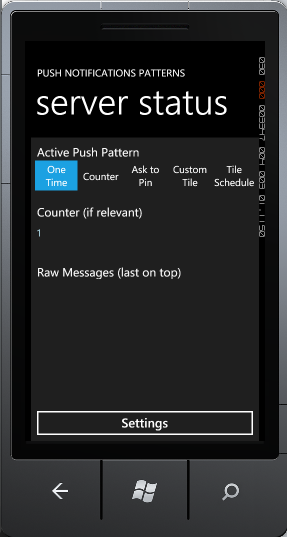 PUSH NOTIFICATIONS PATTERNS
server status
Active Push Pattern
One
Time
Counter
Ask to
Pin
Custom
Tile
Tile
Schedule
Counter (if relevant)
1
Raw Messages (last on top)
Settings